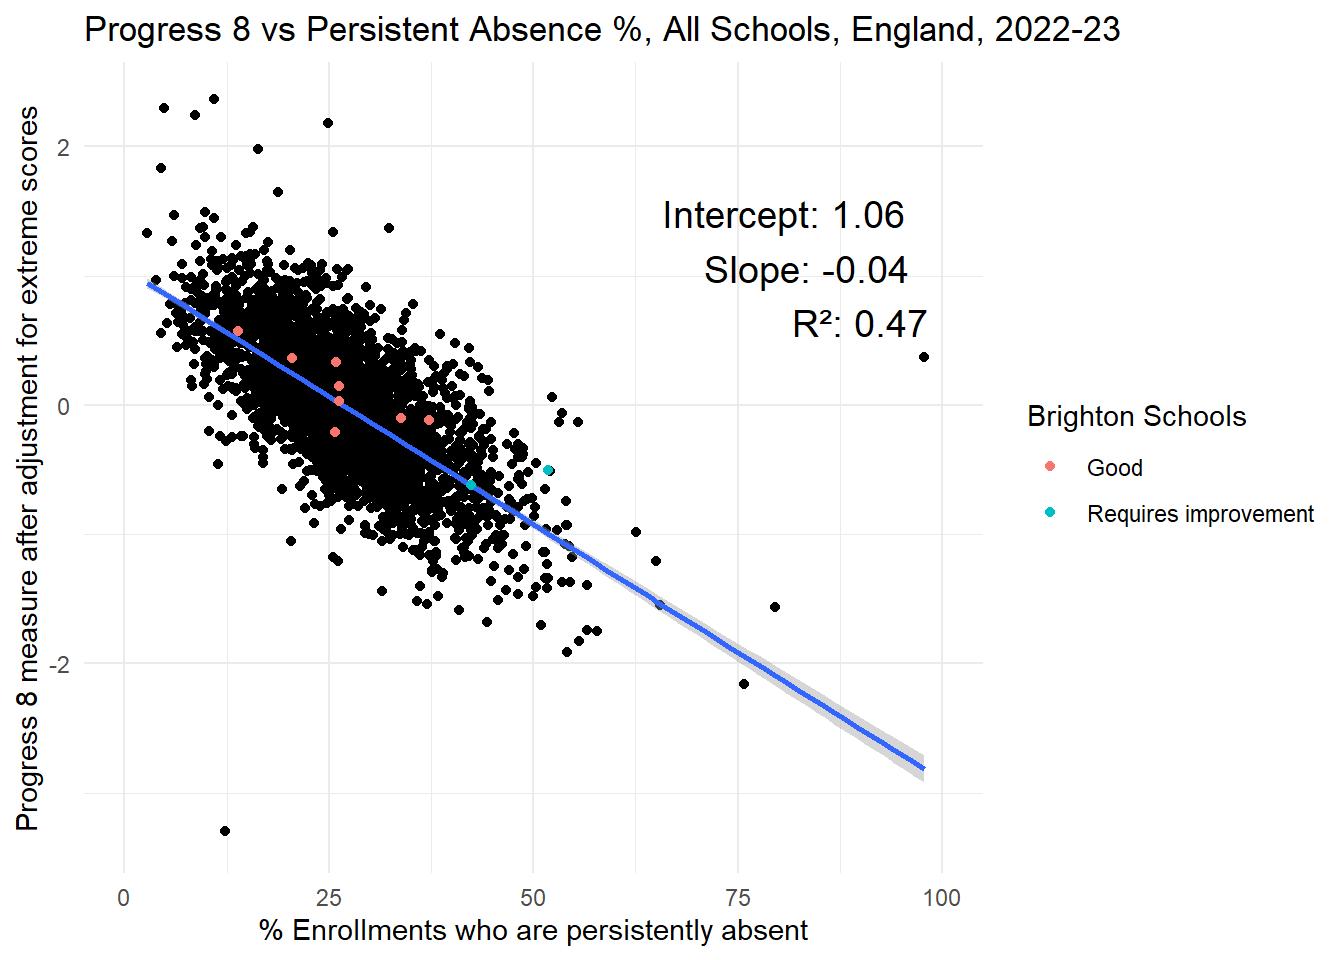 Progress 8 vs Persistent Absence %, All Schools, England, 2022-23
Progress 8 measure after adjustment for extreme scores
2
0
-2
Intercept: 1.06
Slope: -0.04
R²: 0.47
0
25
50
75
100
% Enrollments who are persistently absent
Brighton Schools
Good
Requires improvement